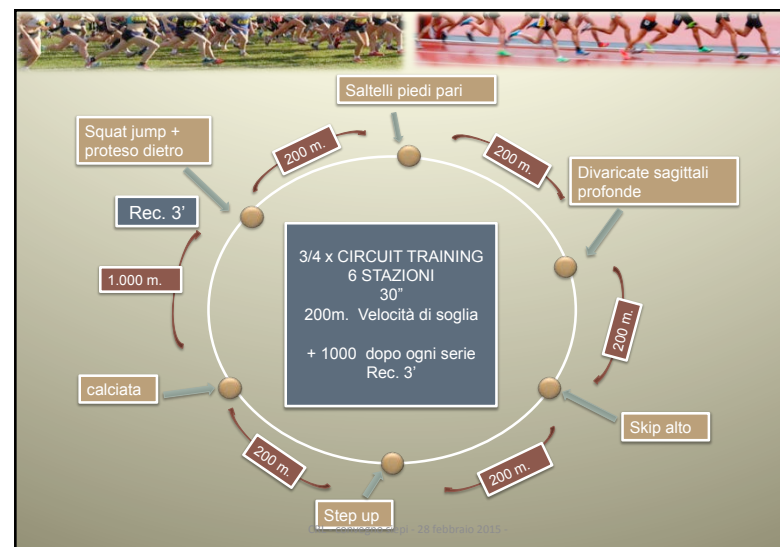 Saltelli piedi pari
Squat jump +
proteso dietro
200 m.
200 m.
Divaricate sagittali
profonde
Rec. 3’
3/4 x CIRCUIT TRAINING
6 STAZIONI
30”
200m. Velocità di soglia
+ 1000 dopo ogni serie
Rec. 3’
1.000 m.
200 m.
calciata
Skip alto
200 m.
200 m.
Step up
convegno siepi - 28 febbraio 2015 -